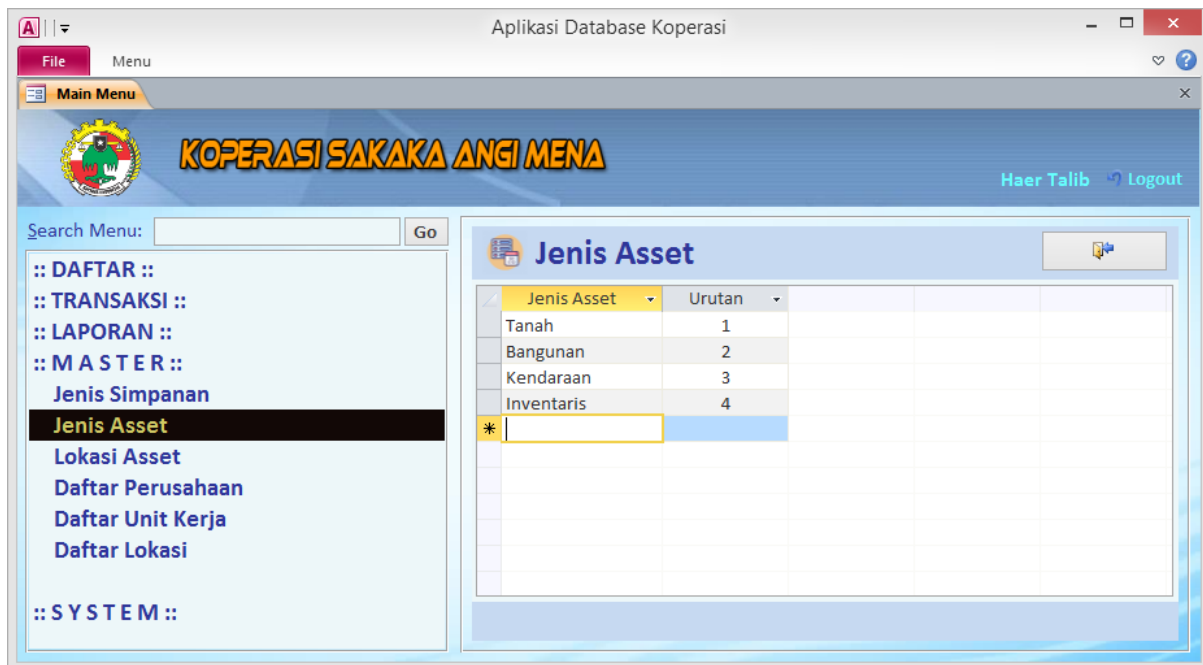 Aplikasi Database Koperasi
File Menu
Main Menu
KOPERASI SAKAKA ANGI MENA
Haer Talib Logout
Search Menu: Go
:: DAFTAR ::
:: TRANSAKSI ::
:: LAPORAN ::
:: M A S T E R ::
Jenis Simpanan
Jenis Asset
Lokasi Asset
Daftar Perusahaan
Daftar Unit Kerja
Daftar Lokasi
:: S Y S T E M ::
Jenis Asset
Jenis Asset Urutan
Tanah 1
Bangunan 2
Kendaraan 3
Inventaris 4